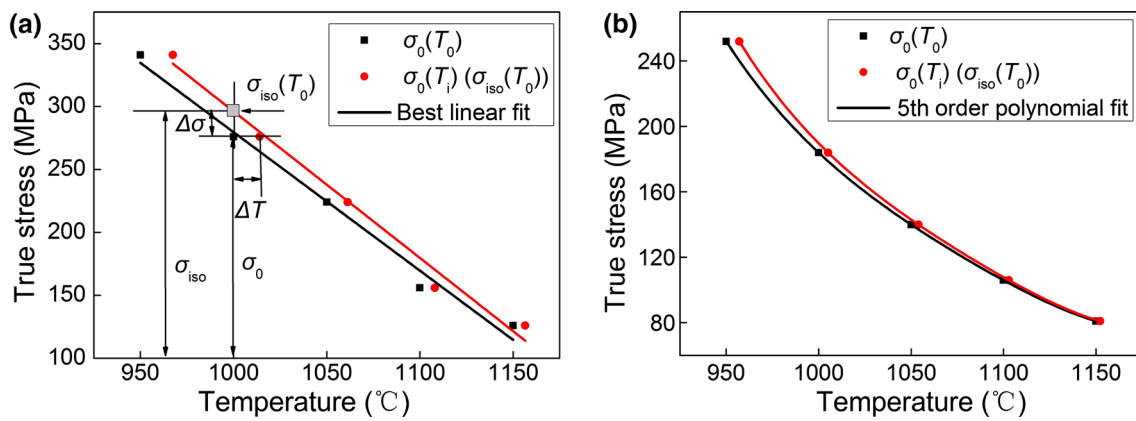 (a)
350
300
250
200
150
100
True stress (MPa)
σ0(T0)
σ0(Ti) (σiso(T0))
Best linear fit
σiso(T0)
Δσ
ΔT
σiso
σ0
950
1000
1050
1100
1150
Temperature (℃)
(b)
240
200
160
120
80
True stress (MPa)
σ0(T0)
σ0(Ti) (σiso(T0))
5th order polynomial fit
950
1000
1050
1100
1150
Temperature (℃)